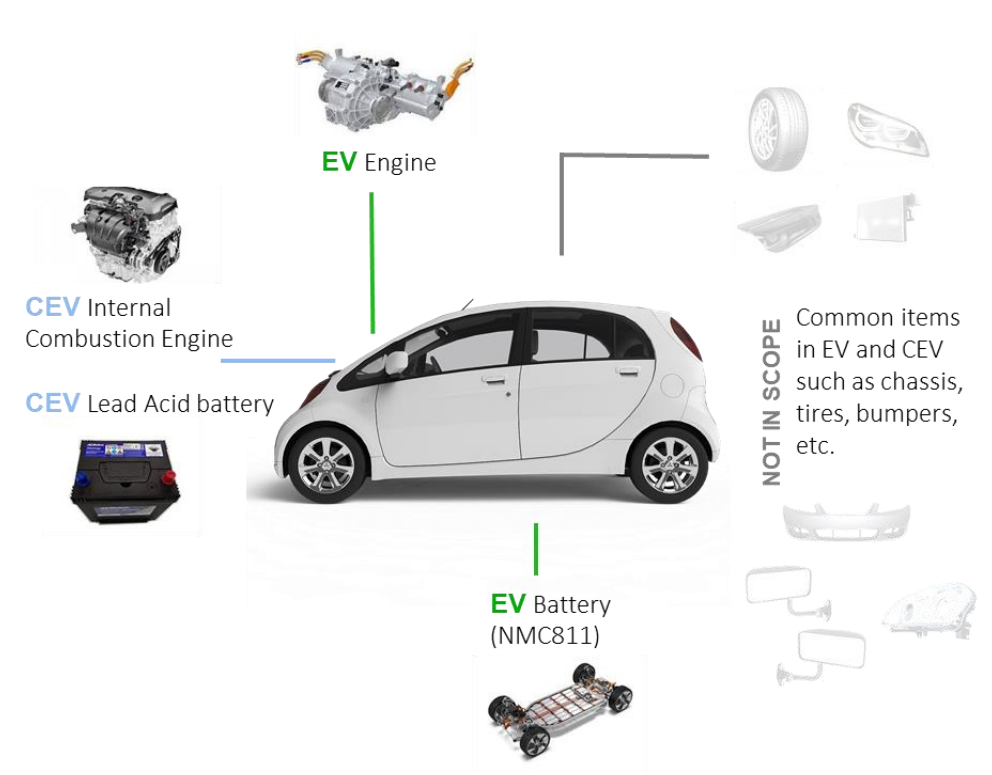 EV Engine
CEV Internal
Combustion Engine
CEV Lead Acid battery
NOT IN SCOPE
Common items
in EV and CEV
such as chassis,
tires, bumpers,
etc.
EV Battery
(NMC811)